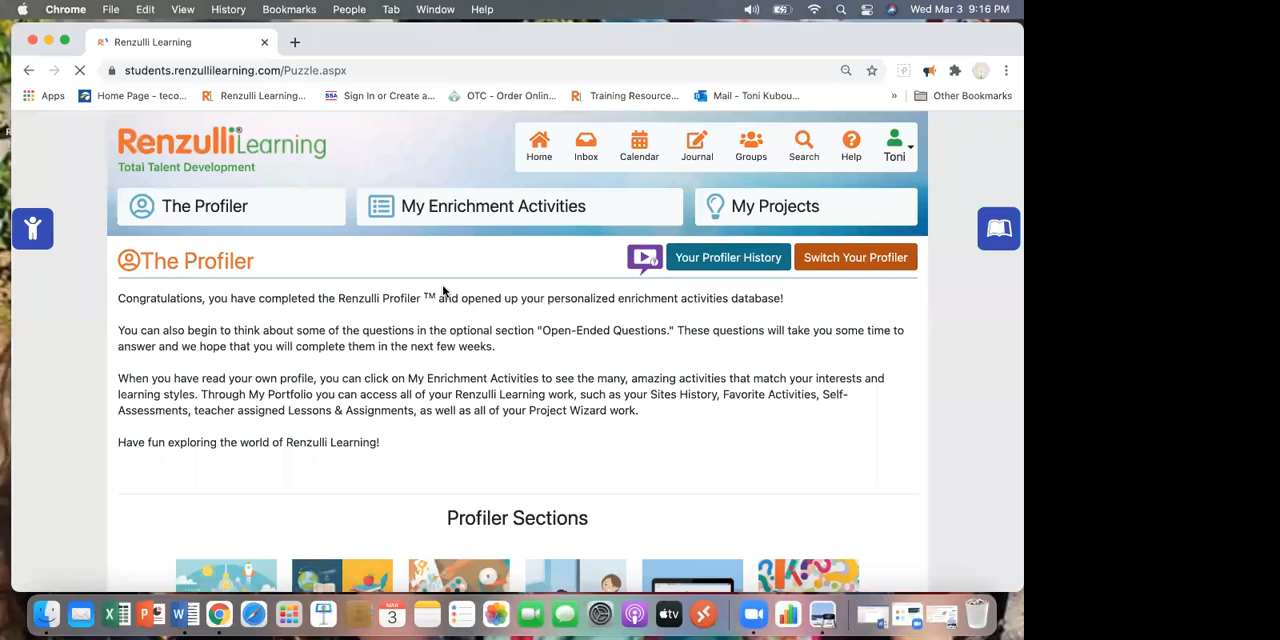 Chrome File Edit View History Bookmarks People Tab Window Help Wed Mar 3 9:16 PM
Renzulli Learning
students.renzullilearning.com/Puzzle.aspx
Apps Home Page - teco... Renzulli Learning... SSA Sign In or Create a... OTC - Order Onlin... Training Resource... Mail - Toni Kubou... » Other Bookmarks
Renzulli Learning
Total Talent Development
Home Inbox Calendar Journal Groups Search Help Toni
The Profiler My Enrichment Activities My Projects
The Profiler Your Profiler History Switch Your Profiler
Congratulations, you have completed the Renzulli Profiler ™ and opened up your personalized enrichment activities database!
You can also begin to think about some of the questions in the optional section "Open-Ended Questions." These questions will take you some time to
answer and we hope that you will complete them in the next few weeks.
When you have read your own profile, you can click on My Enrichment Activities to see the many, amazing activities that match your interests and
learning styles. Through My Portfolio you can access all of your Renzulli Learning work, such as your Sites History, Favorite Activities, Self-
Assessments, teacher assigned Lessons & Assignments, as well as all of your Project Wizard work.
Have fun exploring the world of Renzulli Learning!
Profiler Sections
MAR
3
tv